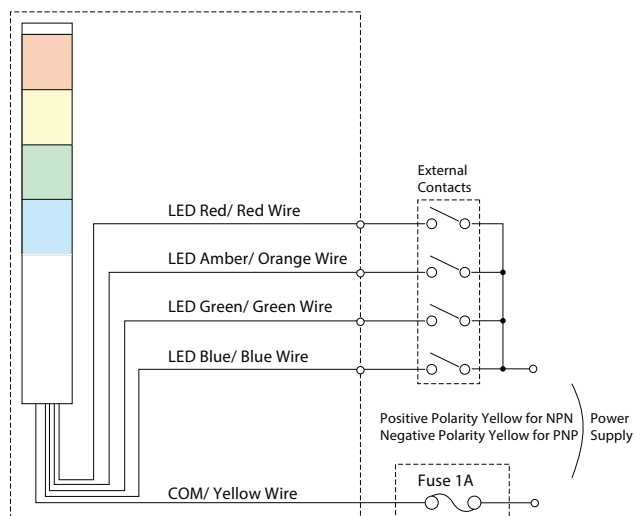 External
Contacts
LED Red/ Red Wire
LED Amber/ Orange Wire
LED Green/ Green Wire
LED Blue/ Blue Wire
Positive Polarity Yellow for NPN
Negative Polarity Yellow for PNP
Power
Supply
Fuse 1A
COM/ Yellow Wire